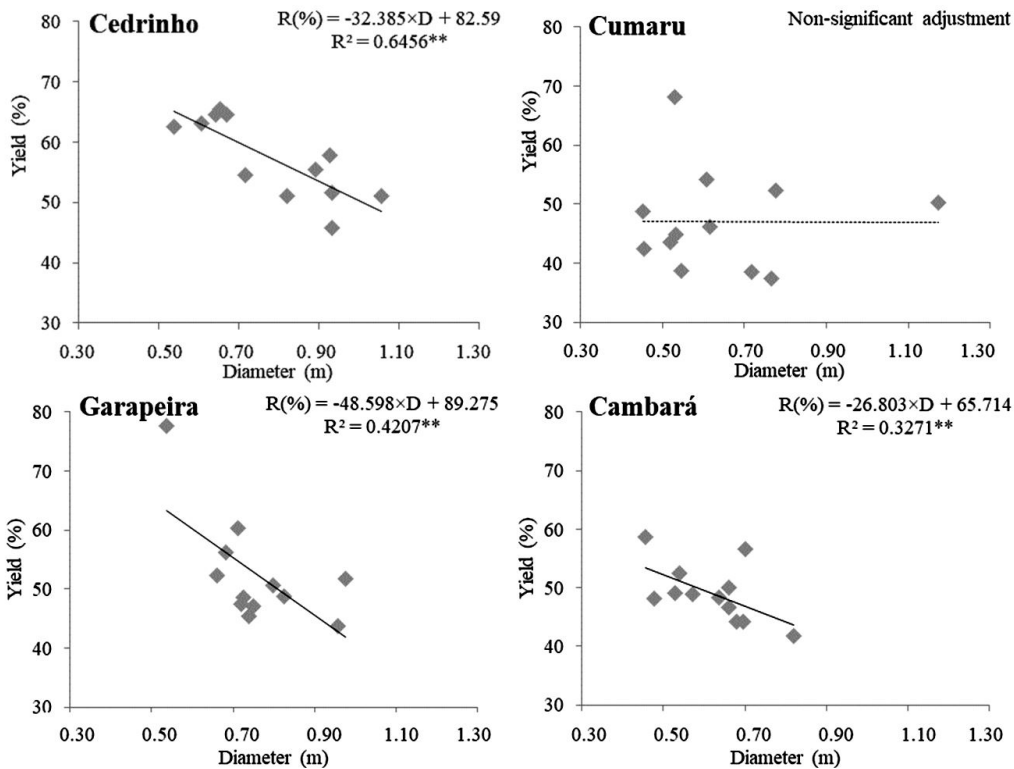 Cedrinho
R(%) = -32.385×D + 82.59
R² = 0.6456**
Yield (%)
80
70
60
50
40
30
0.30 0.50 0.70 0.90 1.10 1.30
Diameter (m)
Cumaru
Non-significant adjustment
Yield (%)
80
70
60
50
40
30
0.30 0.50 0.70 0.90 1.10 1.30
Diameter (m)
Garapeira
R(%) = -48.598×D + 89.275
R² = 0.4207**
Yield (%)
80
70
60
50
40
30
0.30 0.50 0.70 0.90 1.10 1.30
Diameter (m)
Cambará
R(%) = -26.803×D + 65.714
R² = 0.3271**
Yield (%)
80
70
60
50
40
30
0.30 0.50 0.70 0.90 1.10 1.30
Diameter (m)